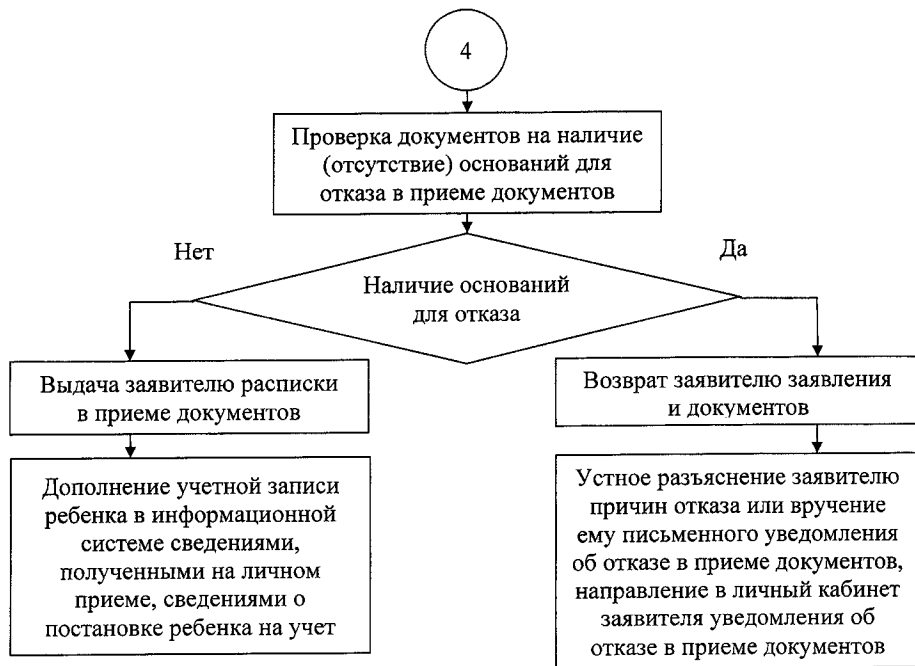 4
Проверка документов на наличие
(отсутствие) оснований для
отказа в приеме документов
Нет
Да
Наличие оснований
для отказа
Выдача заявителю расписки
в приеме документов
Возврат заявителю заявления
и документов
Дополнение учетной записи
ребенка в информационной
системе сведениями,
полученными на личном
приеме, сведениями о
постановке ребенка на учет
Устное разъяснение заявителю
причин отказа или вручение
ему письменного уведомления
об отказе в приеме документов,
направление в личный кабинет
заявителя уведомления об
отказе в приеме документов